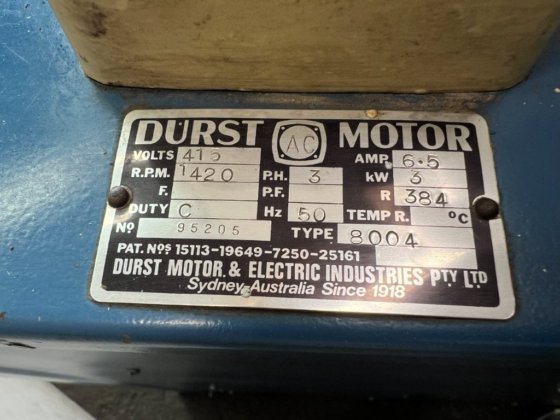 DURST AC MOTOR
VOLTS 415 AMP 6·5
R.P.M. 1420 P.H. 3 kW 3
F. P.F. R 384
DUTY C Hz 50 TEMP R. °C
Nº 95205 TYPE 8004
PAT. NOS 15113-19649-7250-25161
DURST MOTOR & ELECTRIC INDUSTRIES PTY LTD
Sydney-Australia Since 1918